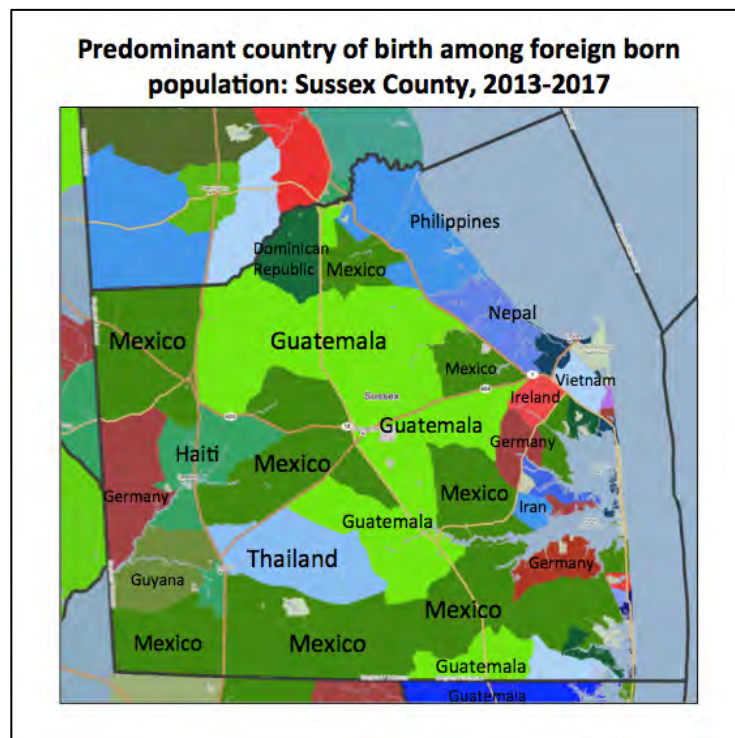 Predominant country of birth among foreign born
population: Sussex County, 2013-2017
Philippines
Dominican
Republic
Mexico
Nepal
Mexico
Guatemala
Mexico
Vietnam
Sussex
Ireland
Guatemala
Germany
Haiti
Mexico
Mexico
Germany
Iran
Guatemala
Thailand
Germany
Guyana
Mexico
Mexico
Mexico
Guatemala
Guatemala